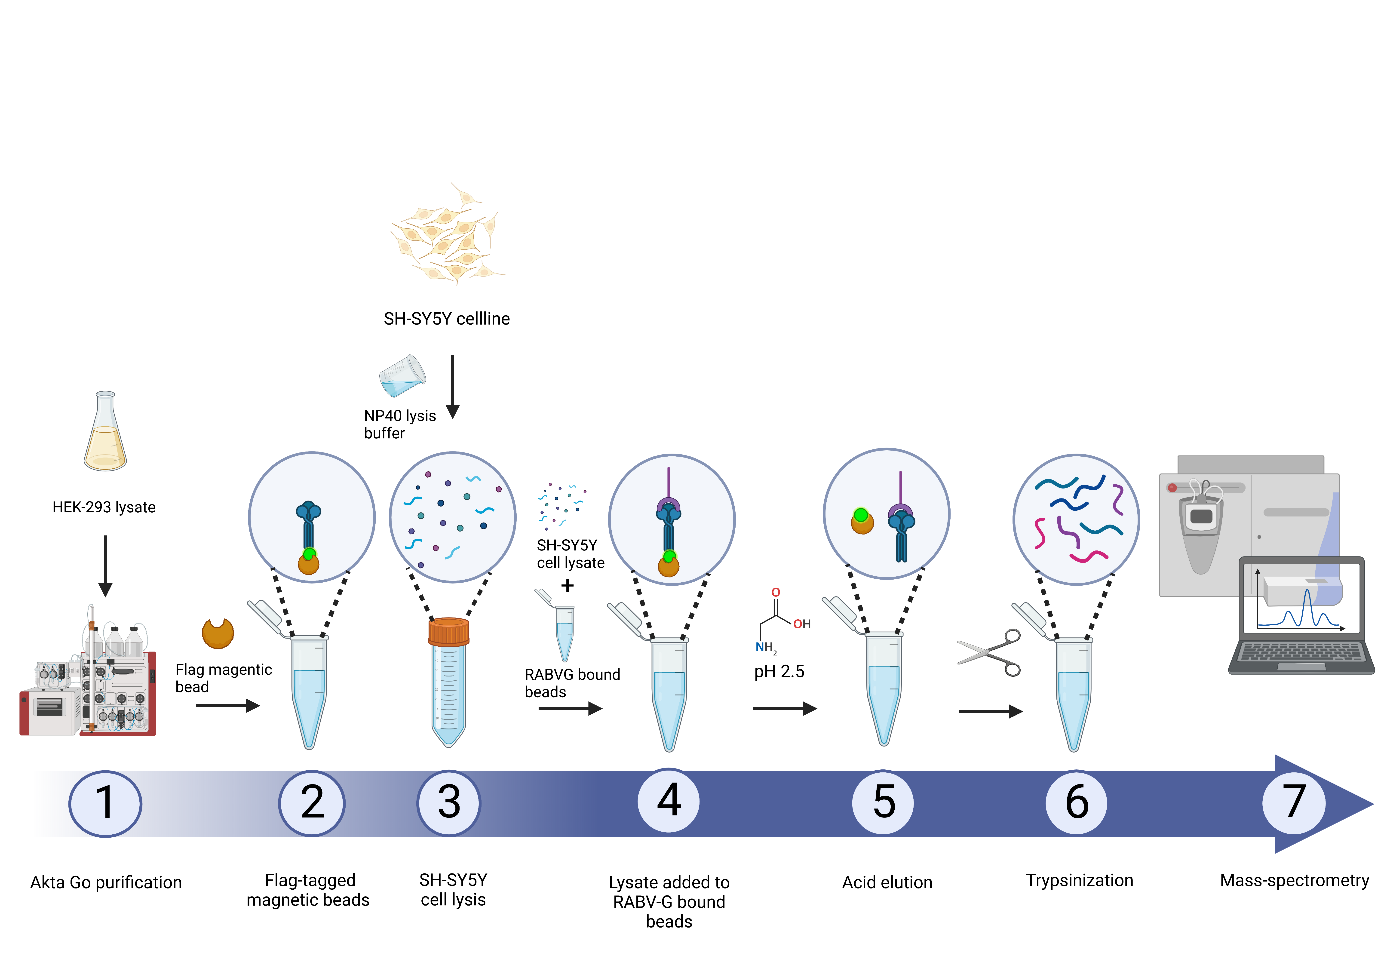 SH-SY5Y cellline
NP40 lysis
buffer
HEK-293 lysate
Flag magentic
bead
SH-SY5Y
cell lysate
+
RABVG bound
beads
O
OH
NH2
pH 2.5
1
2
3
4
5
6
7
Akta Go purification
Flag-tagged
magnetic beads
SH-SY5Y
cell lysis
Lysate added to
RABV-G bound
beads
Acid elution
Trypsinization
Mass-spectrometry